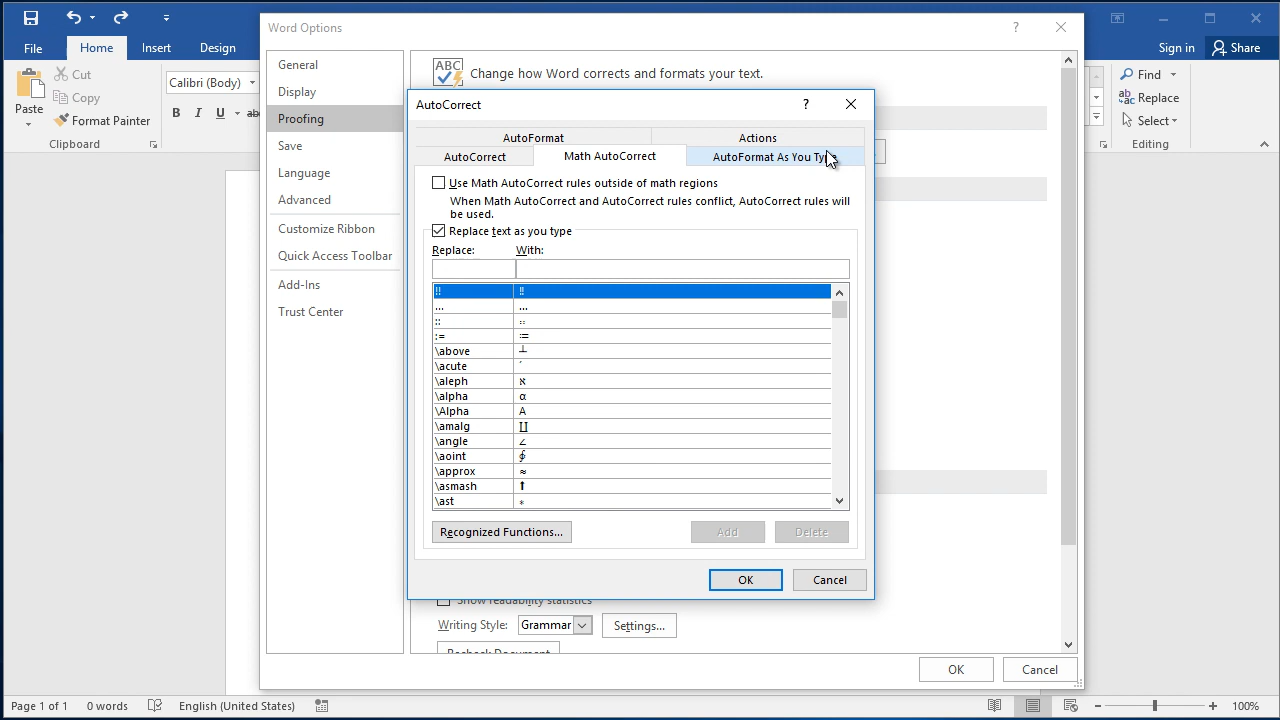 Word Options
?
File
Home
Insert
Design
Sign in
Share
Paste
Cut
Copy
Format Painter
Clipboard
Calibri (Body)
B I U abc
Find
Replace
Select
Editing
General
Display
Proofing
Save
Language
Advanced
Customize Ribbon
Quick Access Toolbar
Add-Ins
Trust Center
ABC
Change how Word corrects and formats your text.
AutoCorrect
?
AutoFormat
Actions
AutoCorrect
Math AutoCorrect
AutoFormat As You Type
Use Math AutoCorrect rules outside of math regions
When Math AutoCorrect and AutoCorrect rules conflict, AutoCorrect rules will
be used.
Replace text as you type
Replace: With:
!! ‼
... …
:: ∷
:= ≔
\above ┴
\acute ́
\aleph ℵ
\alpha α
\Alpha Α
\amalg ∐
\angle ∠
\aoint ∳
\approx ≈
\asmash ⬆
\ast ∗
Recognized Functions...
Add
Delete
OK
Cancel
Show readability statistics
Writing Style:
Grammar
Settings...
Recheck Document
OK
Cancel
Page 1 of 1
0 words
English (United States)
- + 100%